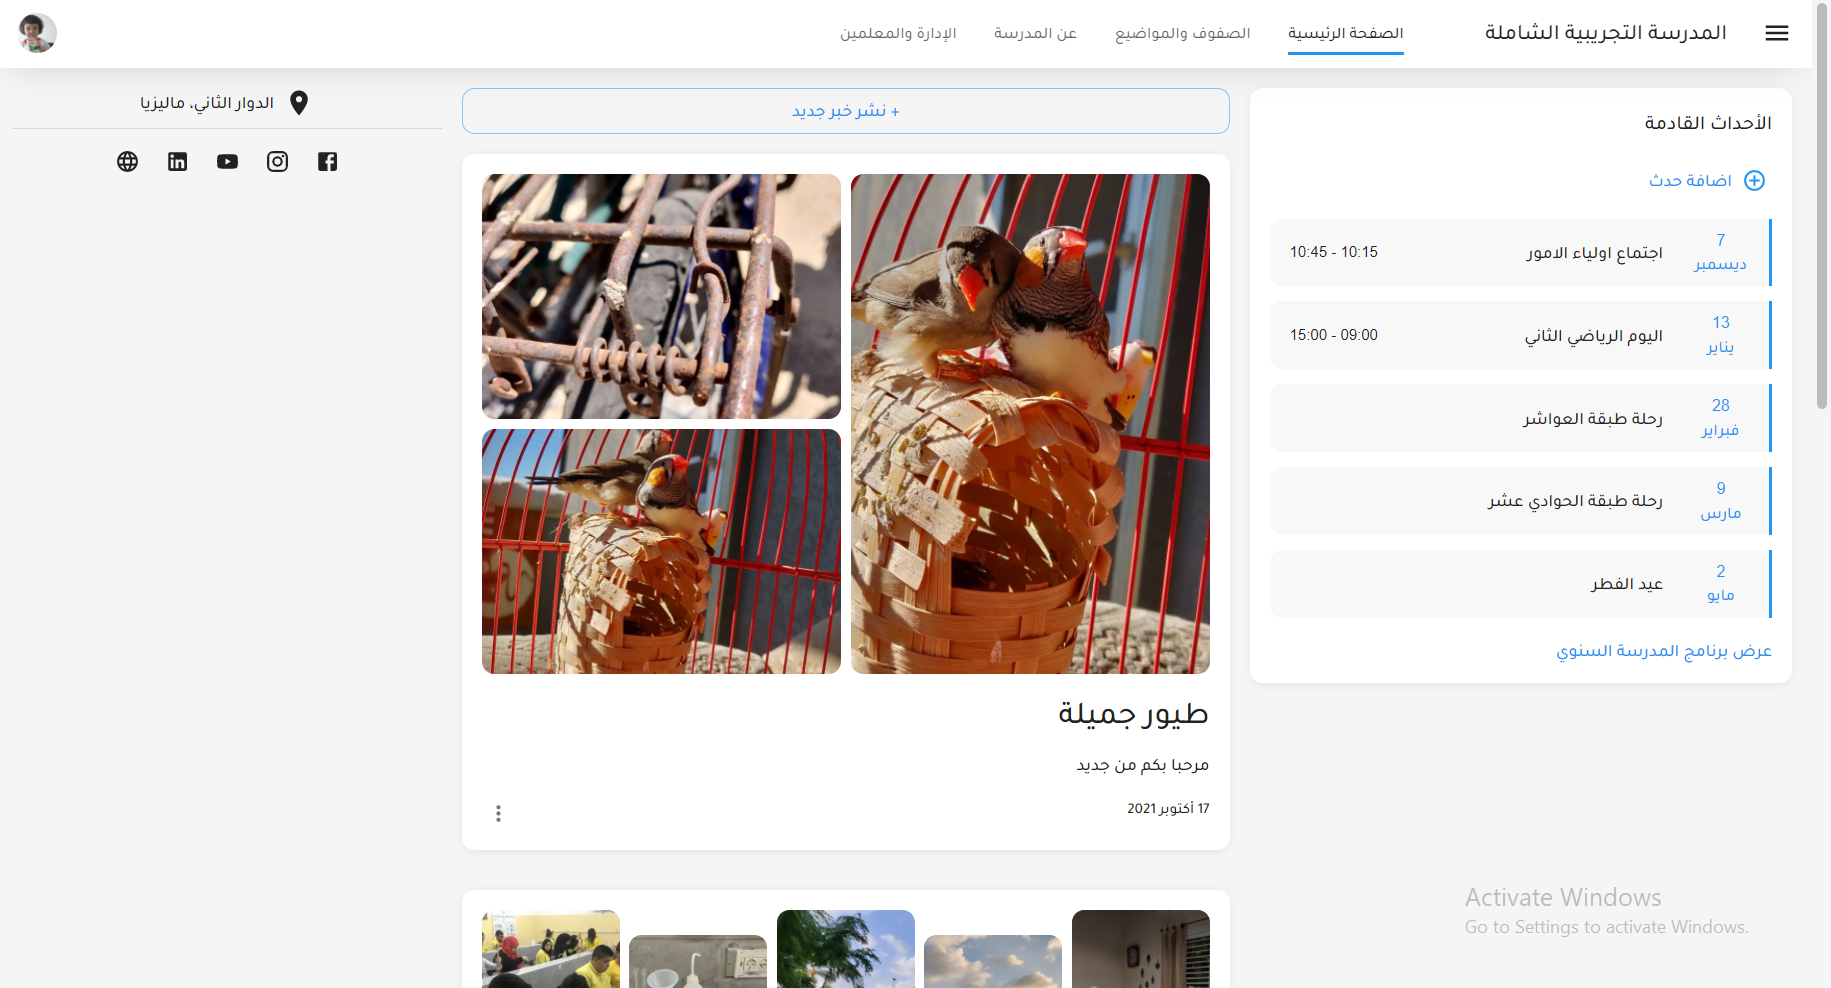 المدرسة التجريبية الشاملة
الصفحة الرئيسية
الصفوف والمواضيع
عن المدرسة
الإدارة والمعلمين
الأحداث القادمة
اضافة حدث
7 ديسمبر
اجتماع اولياء الامور
10:15 - 10:45
13 يناير
اليوم الرياضي الثاني
09:00 - 15:00
28 فبراير
رحلة طبقة العواشر
9 مارس
رحلة طبقة الحوادي عشر
2 مايو
عيد الفطر
عرض برنامج المدرسة السنوي
+ نشر خبر جديد
طيور جميلة
مرحبا بكم من جديد
17 أكتوبر 2021
الدوار الثاني، ماليزيا
Activate Windows
Go to Settings to activate Windows.